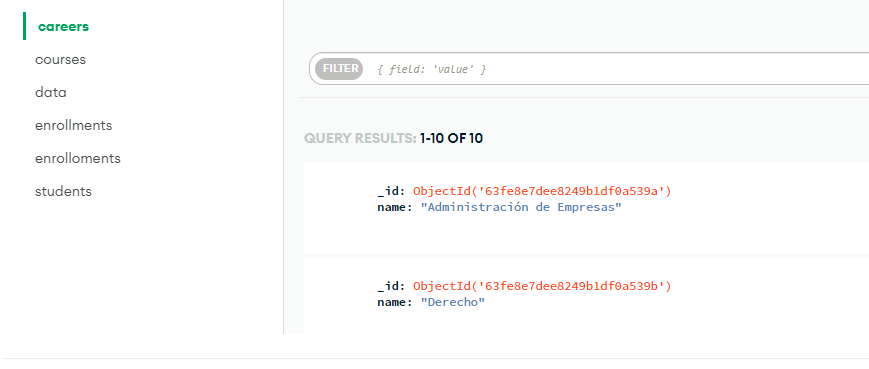 careers
courses
data
enrollments
enrolloments
students
FILTER { field: 'value' }
QUERY RESULTS: 1-10 OF 10
_id: ObjectId('63fe8e7dee8249b1df0a539a')
name: "Administración de Empresas"
_id: ObjectId('63fe8e7dee8249b1df0a539b')
name: "Derecho"